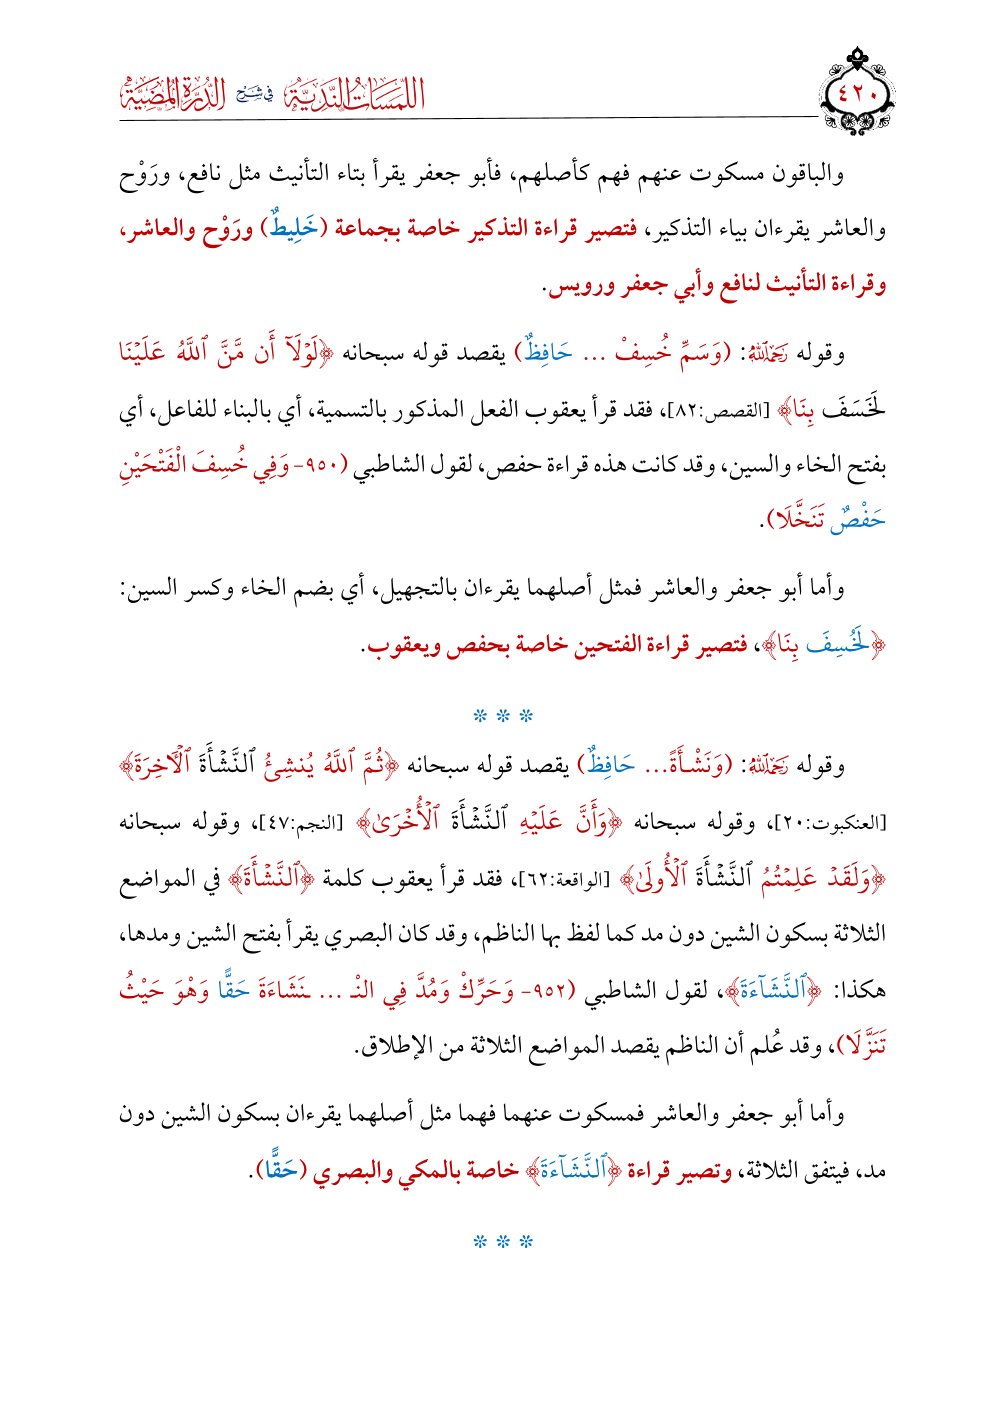 اللمسات الندية في شرح الدرة المضية
٤٢٠
والباقون مسكوت عنهم فهم كأصلهم، فأبو جعفر يقرأ بتاء التأنيث مثل نافع، ورَوْح
والعاشر يقرءان بياء التذكير، فتصير قراءة التذكير خاصة بجماعة (خَلِيطٌ) ورَوْح والعاشر،
وقراءة التأنيث لنافع وأبي جعفر ورويس.
وقوله رَحِمَهُ ٱللَّهُ: (وَسَمِّ خُسِفْ ... حَافِظٌ) يقصد قوله سبحانه ﴿لَوۡلَآ أَن مَّنَّ ٱللَّهُ عَلَيۡنَا
لَخَسَفَ بِنَا﴾ [القصص:٨٢]، فقد قرأ يعقوب الفعل المذكور بالتسمية، أي بالبناء للفاعل، أي
بفتح الخاء والسين، وقد كانت هذه قراءة حفص، لقول الشاطبي (٩٥٠- وَفِي خُسِفَ الْفَتْحَيْنِ
حَفْصٌ تَنَخَّلَا).
وأما أبو جعفر والعاشر فمثل أصلهما يقرءان بالتجهيل، أي بضم الخاء وكسر السين:
﴿لَخُسِفَ بِنَا﴾، فتصير قراءة الفتحين خاصة بحفص ويعقوب.
* * *
وقوله رَحِمَهُ ٱللَّهُ: (وَنَشْأَةً... حَافِظٌ) يقصد قوله سبحانه ﴿ثُمَّ ٱللَّهُ يُنشِئُ ٱلنَّشۡأَةَ ٱلۡأٓخِرَةَ﴾
[العنكبوت:٢٠]، وقوله سبحانه ﴿وَأَنَّ عَلَيۡهِ ٱلنَّشۡأَةَ ٱلۡأُخۡرَىٰ﴾ [النجم:٤٧]، وقوله سبحانه
﴿وَلَقَدۡ عَلِمۡتُمُ ٱلنَّشۡأَةَ ٱلۡأُولَىٰ﴾ [الواقعة:٦٢]، فقد قرأ يعقوب كلمة ﴿ٱلنَّشۡأَةَ﴾ في المواضع
الثلاثة بسكون الشين دون مد كما لفظ بها الناظم، وقد كان البصري يقرأ بفتح الشين ومدها،
هكذا: ﴿ٱلنَّشَآءَةَ﴾، لقول الشاطبي (٩٥٢- وَحَرِّكْ وَمُدَّ فِي النْـ ... ـنَشَاءَةَ حَقًّا وَهْوَ حَيْثُ
تَنَزَّلَا)، وقد عُلم أن الناظم يقصد المواضع الثلاثة من الإطلاق.
وأما أبو جعفر والعاشر فمسكوت عنهما فهما مثل أصلهما يقرءان بسكون الشين دون
مد، فيتفق الثلاثة، وتصير قراءة ﴿ٱلنَّشَآءَةَ﴾ خاصة بالمكي والبصري (حَقًّا).
* * *